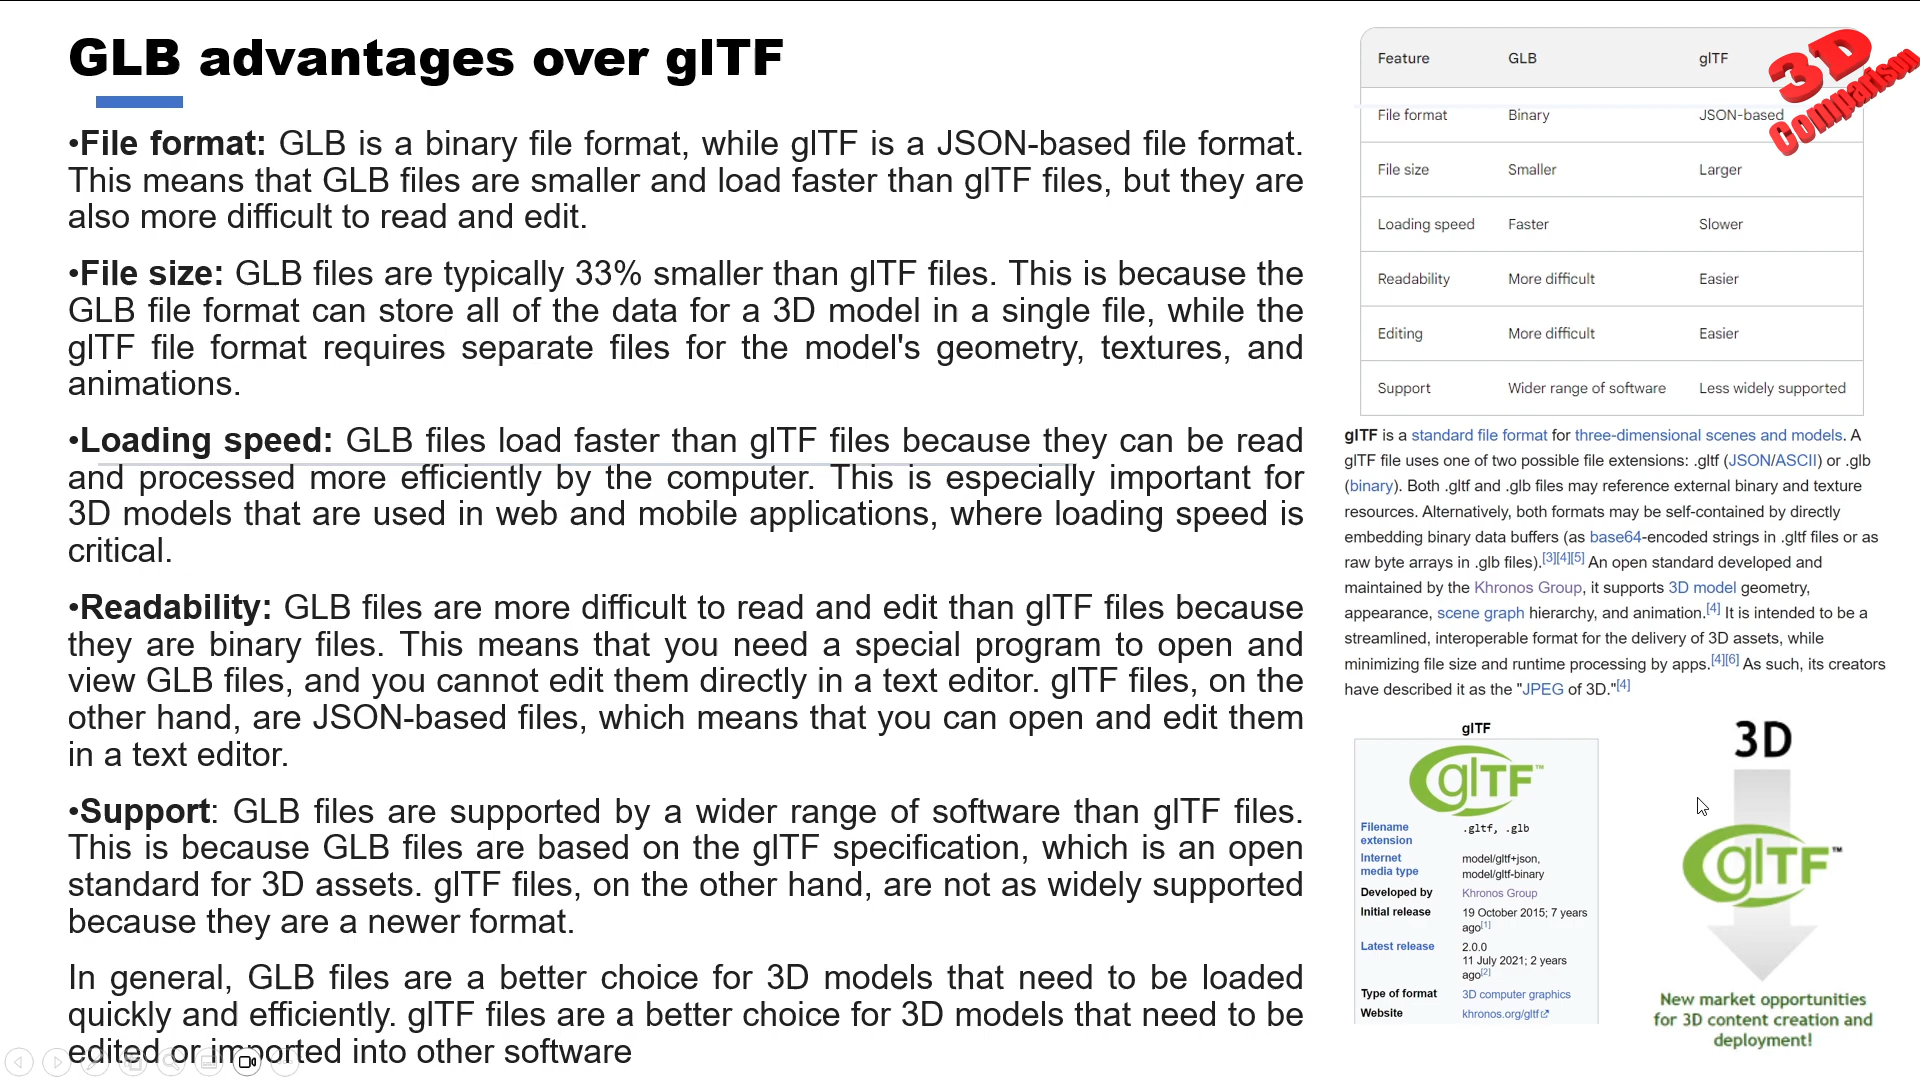 GLB advantages over glTF
•File format: GLB is a binary file format, while glTF is a JSON-based file format.
This means that GLB files are smaller and load faster than glTF files, but they are
also more difficult to read and edit.
•File size: GLB files are typically 33% smaller than glTF files. This is because the
GLB file format can store all of the data for a 3D model in a single file, while the
glTF file format requires separate files for the model's geometry, textures, and
animations.
•Loading speed: GLB files load faster than glTF files because they can be read
and processed more efficiently by the computer. This is especially important for
3D models that are used in web and mobile applications, where loading speed is
critical.
•Readability: GLB files are more difficult to read and edit than glTF files because
they are binary files. This means that you need a special program to open and
view GLB files, and you cannot edit them directly in a text editor. glTF files, on the
other hand, are JSON-based files, which means that you can open and edit them
in a text editor.
•Support: GLB files are supported by a wider range of software than glTF files.
This is because GLB files are based on the glTF specification, which is an open
standard for 3D assets. glTF files, on the other hand, are not as widely supported
because they are a newer format.
In general, GLB files are a better choice for 3D models that need to be loaded
quickly and efficiently. glTF files are a better choice for 3D models that need to be
edited or imported into other software
Feature GLB glTF
File format Binary JSON-based
File size Smaller Larger
Loading speed Faster Slower
Readability More difficult Easier
Editing More difficult Easier
Support Wider range of software Less widely supported
3D
Comparison
glTF is a standard file format for three-dimensional scenes and models. A
glTF file uses one of two possible file extensions: .gltf (JSON/ASCII) or .glb
(binary). Both .gltf and .glb files may reference external binary and texture
resources. Alternatively, both formats may be self-contained by directly
embedding binary data buffers (as base64-encoded strings in .gltf files or as
raw byte arrays in .glb files).[3][4][5] An open standard developed and
maintained by the Khronos Group, it supports 3D model geometry,
appearance, scene graph hierarchy, and animation.[4] It is intended to be a
streamlined, interoperable format for the delivery of 3D assets, while
minimizing file size and runtime processing by apps.[4][6] As such, its creators
have described it as the "JPEG of 3D."[4]
glTF
glTF™
Filename .gltf, .glb
extension
Internet model/gltf+json,
media type model/gltf-binary
Developed by Khronos Group
Initial release 19 October 2015; 7 years
ago[1]
Latest release 2.0.0
11 July 2021; 2 years
ago[2]
Type of format 3D computer graphics
Website khronos.org/gltf
3D
glTF™
New market opportunities
for 3D content creation and
deployment!